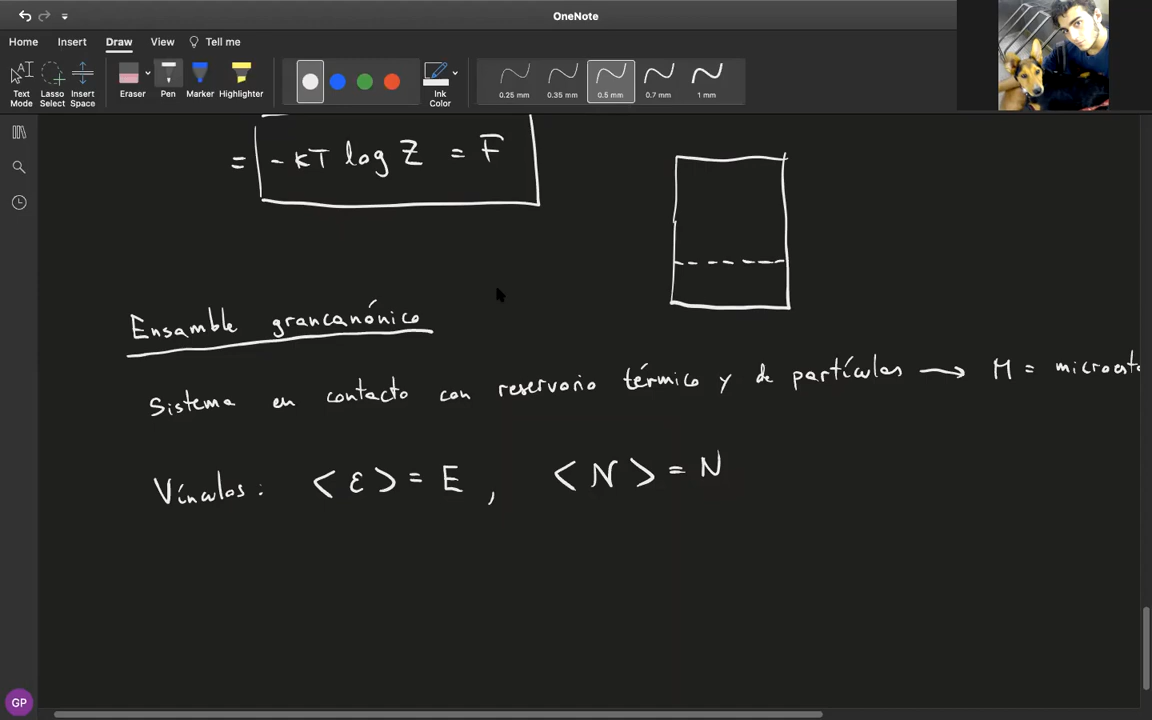 OneNote
Home Insert Draw View Tell me
Text Mode Lasso Select Insert Space Eraser Pen Marker Highlighter Ink Color 0.25 mm 0.35 mm 0.5 mm 0.7 mm 1 mm
= - KT log Z = F
Ensamble grancanónico
Sistema en contacto con reservorio térmico y de partículas → M = microesta
Vínculos: <ε> = E , <N> = N
GP